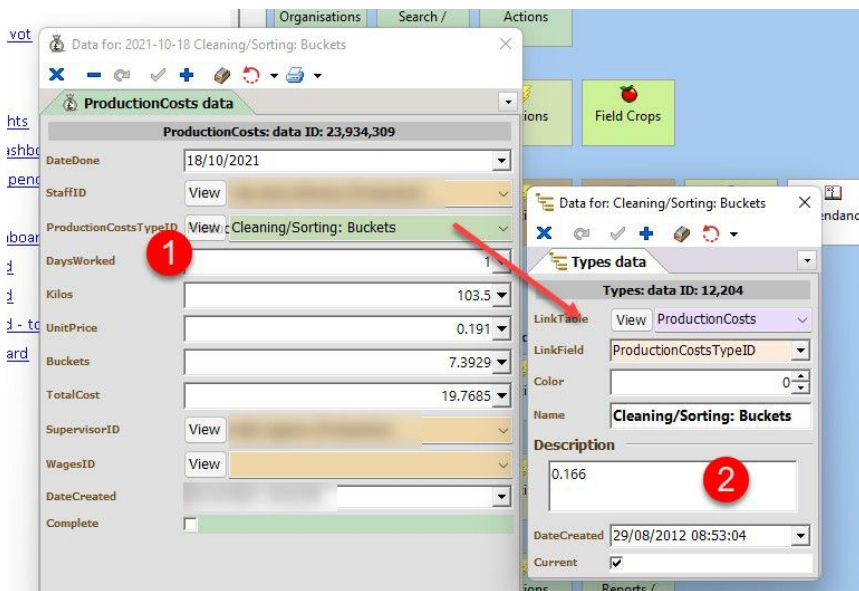 Organisations
Search /
Actions
vot
hts
ashbo
pend
Field Crops
Data for: 2021-10-18 Cleaning/Sorting: Buckets
ProductionCosts data
ProductionCosts: data ID: 23,934,309
DateDone 18/10/2021
StaffID View
ProductionCostsTypeID View Cleaning/Sorting: Buckets
1
DaysWorked 1
Kilos 103.5
UnitPrice 0.191
Buckets 7.3929
TotalCost 19.7685
SupervisorID View
WagesID View
DateCreated
Complete
Data for: Cleaning/Sorting: Buckets
Types data
Types: data ID: 12,204
LinkTable View ProductionCosts
LinkField ProductionCostsTypeID
Color 0
Name Cleaning/Sorting: Buckets
Description
0.166
2
DateCreated 29/08/2012 08:53:04
Current
Reports /